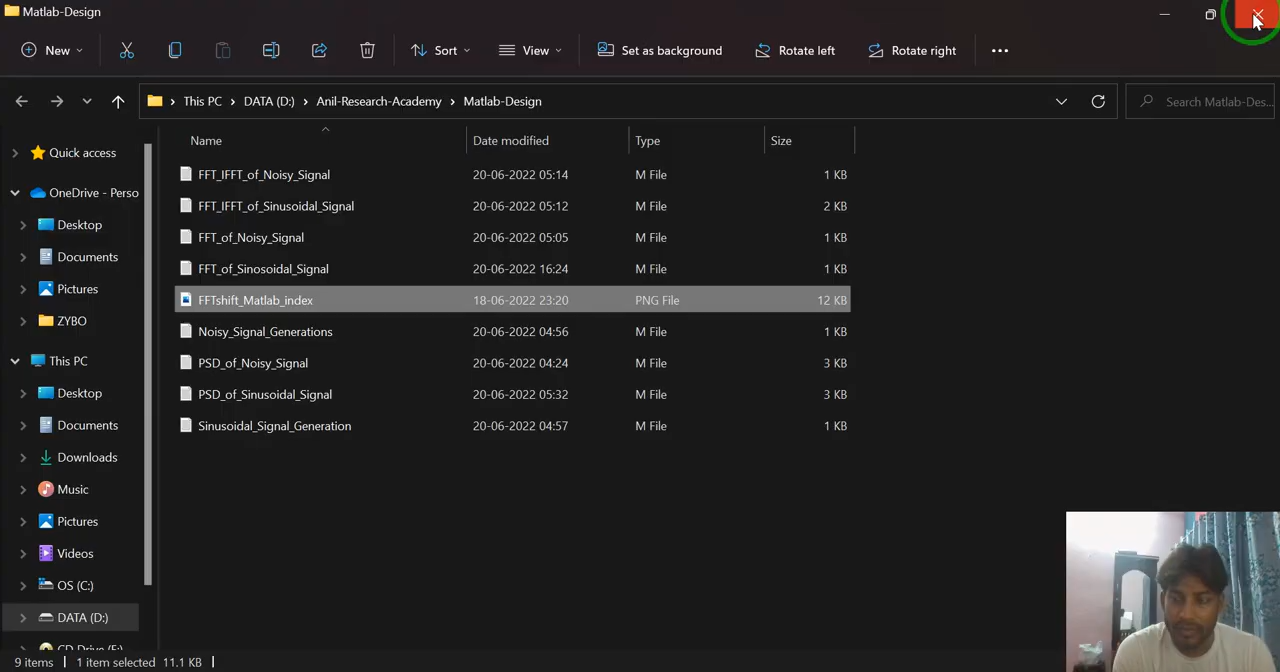 Matlab-Design
New
Sort
View
Set as background
Rotate left
Rotate right
This PC > DATA (D:) > Anil-Research-Academy > Matlab-Design
Search Matlab-Des...
Name Date modified Type Size
FFT_IFFT_of_Noisy_Signal 20-06-2022 05:14 M File 1 KB
FFT_IFFT_of_Sinusoidal_Signal 20-06-2022 05:12 M File 2 KB
FFT_of_Noisy_Signal 20-06-2022 05:05 M File 1 KB
FFT_of_Sinosoidal_Signal 20-06-2022 16:24 M File 1 KB
FFTshift_Matlab_index 18-06-2022 23:20 PNG File 12 KB
Noisy_Signal_Generations 20-06-2022 04:56 M File 1 KB
PSD_of_Noisy_Signal 20-06-2022 04:24 M File 3 KB
PSD_of_Sinusoidal_Signal 20-06-2022 05:32 M File 3 KB
Sinusoidal_Signal_Generation 20-06-2022 04:57 M File 1 KB
Quick access
OneDrive - Perso
Desktop
Documents
Pictures
ZYBO
This PC
Desktop
Documents
Downloads
Music
Pictures
Videos
OS (C:)
DATA (D:)
CD Drive (E:)
9 items
1 item selected 11.1 KB